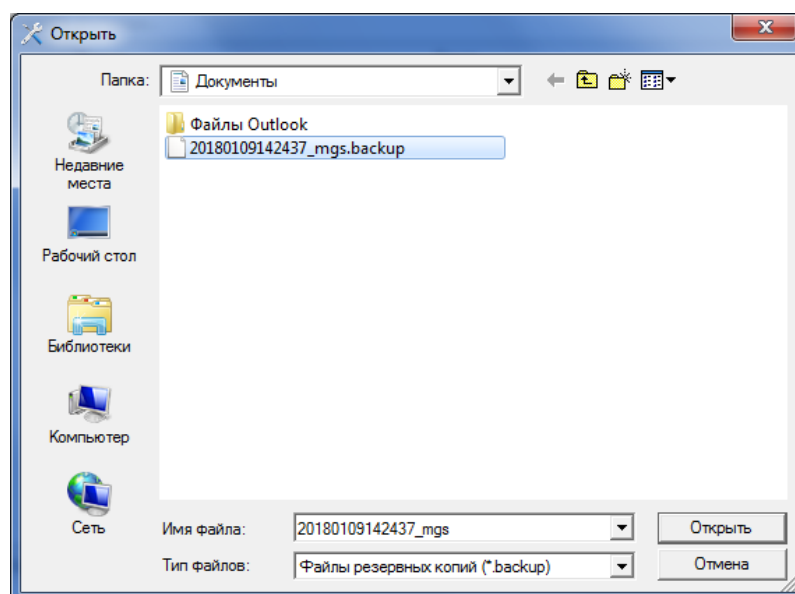 Открыть
Папка:
Документы
Файлы Outlook
20180109142437_mgs.backup
Недавние
места
Рабочий стол
Библиотеки
Компьютер
Сеть
Имя файла:
20180109142437_mgs
Открыть
Тип файлов:
Файлы резервных копий (*.backup)
Отмена